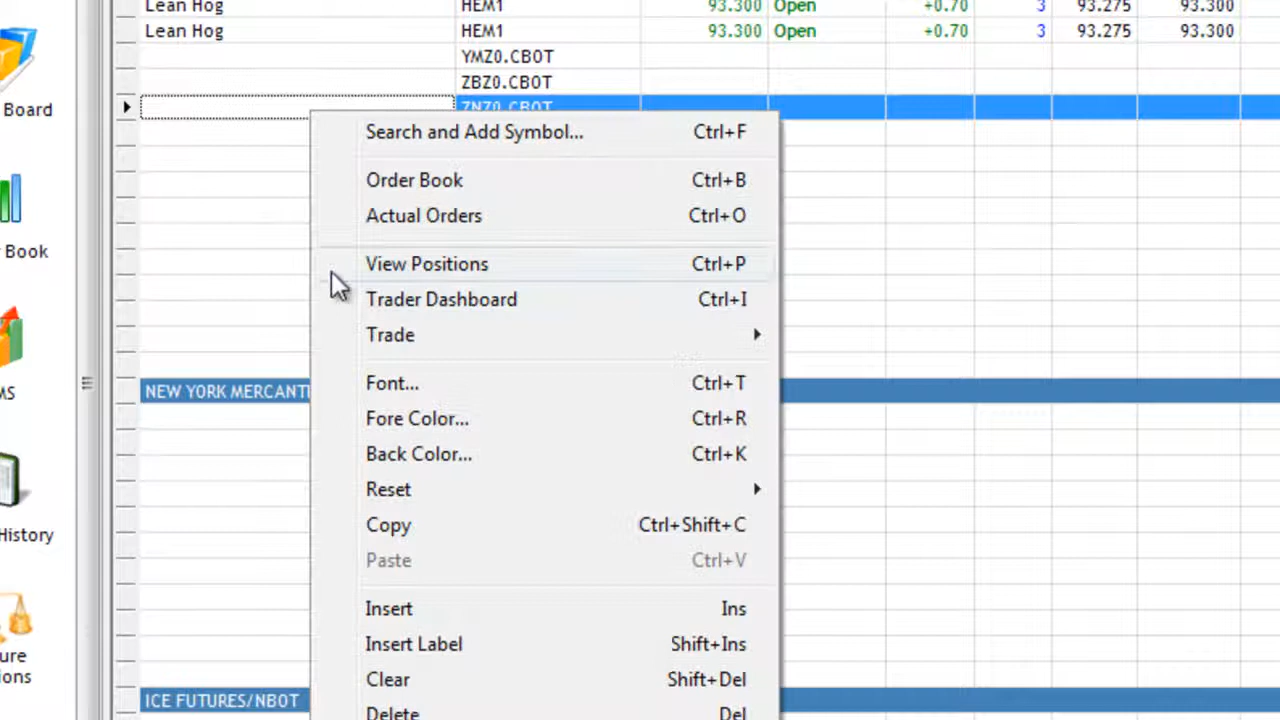 Lean Hog HEM1 93.300 Open +0.70 3 93.275 93.300
Lean Hog HEM1 93.300 Open +0.70 3 93.275 93.300
YMZ0.CBOT
ZBZ0.CBOT
ZNZ0.CBOT
Board
Book
MS
History
ure
ions
Search and Add Symbol... Ctrl+F
Order Book Ctrl+B
Actual Orders Ctrl+O
View Positions Ctrl+P
Trader Dashboard Ctrl+I
Trade
Font... Ctrl+T
Fore Color... Ctrl+R
Back Color... Ctrl+K
Reset
Copy Ctrl+Shift+C
Paste Ctrl+V
Insert Ins
Insert Label Shift+Ins
Clear Shift+Del
Delete Del
NEW YORK MERCANTI
ICE FUTURES/NBOT